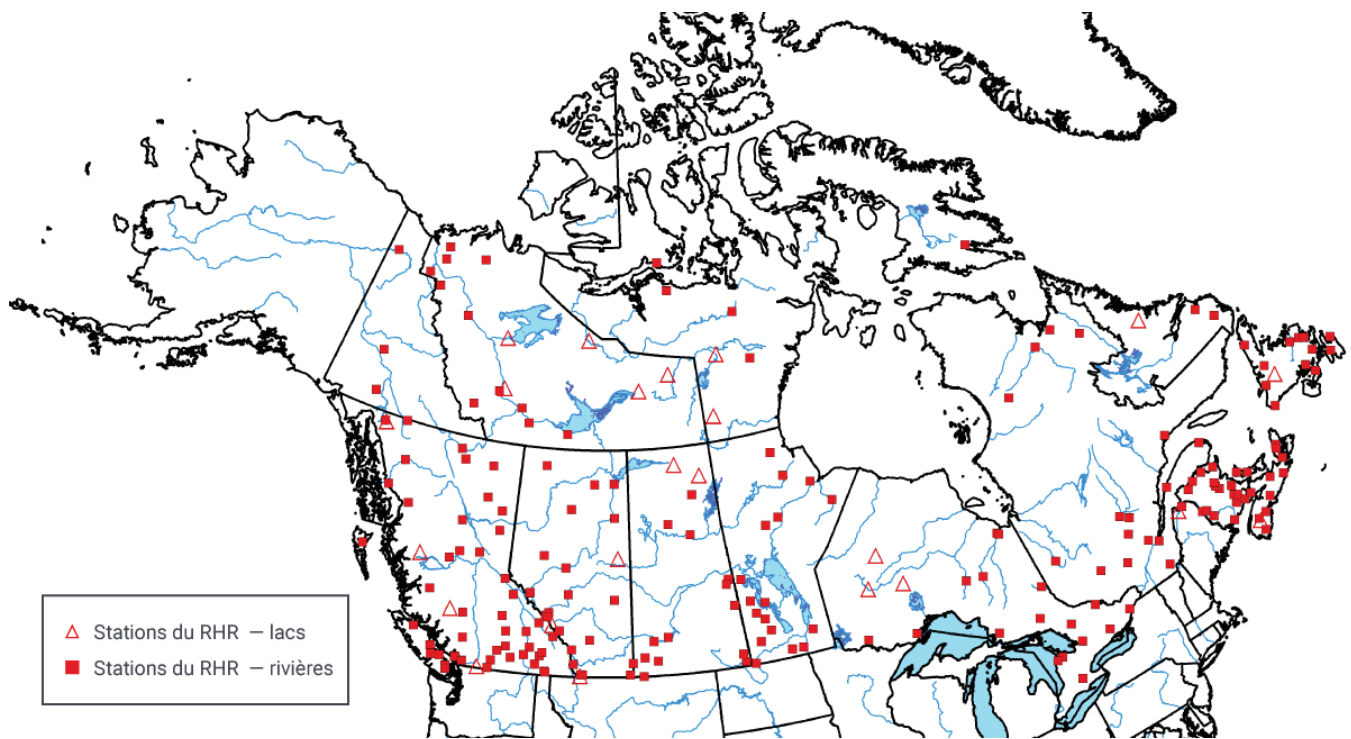 Stations du RHR – lacs
Stations du RHR – rivières